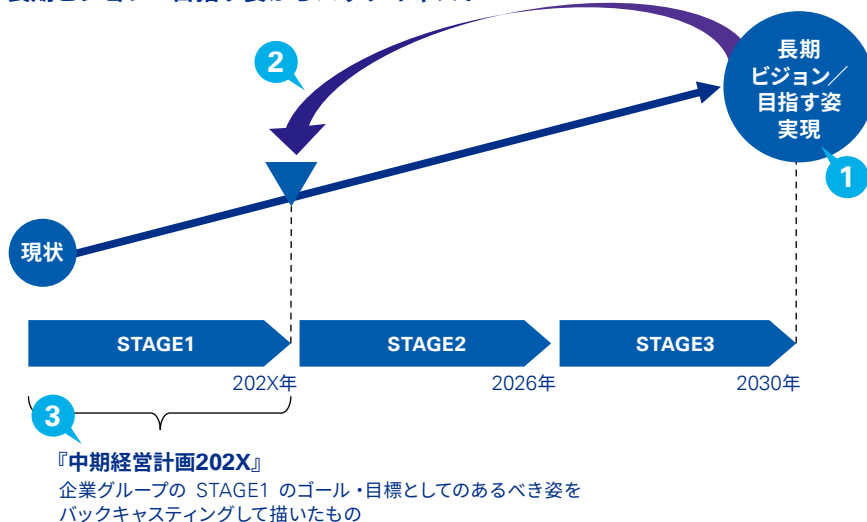 2
長期
ビジョン／
目指す姿
実現
1
現状
STAGE1
STAGE2
STAGE3
202X年
2026年
2030年
3
『中期経営計画202X』
企業グループの STAGE1 のゴール・目標としてのあるべき姿を
バックキャスティングして描いたもの